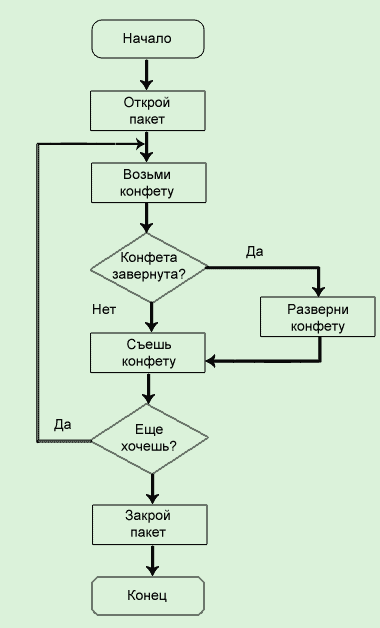 Начало
Открой
пакет
Возьми
конфету
Конфета
завернута?
Да
Нет
Разверни
конфету
Съешь
конфету
Еще
хочешь?
Да
Закрой
пакет
Конец